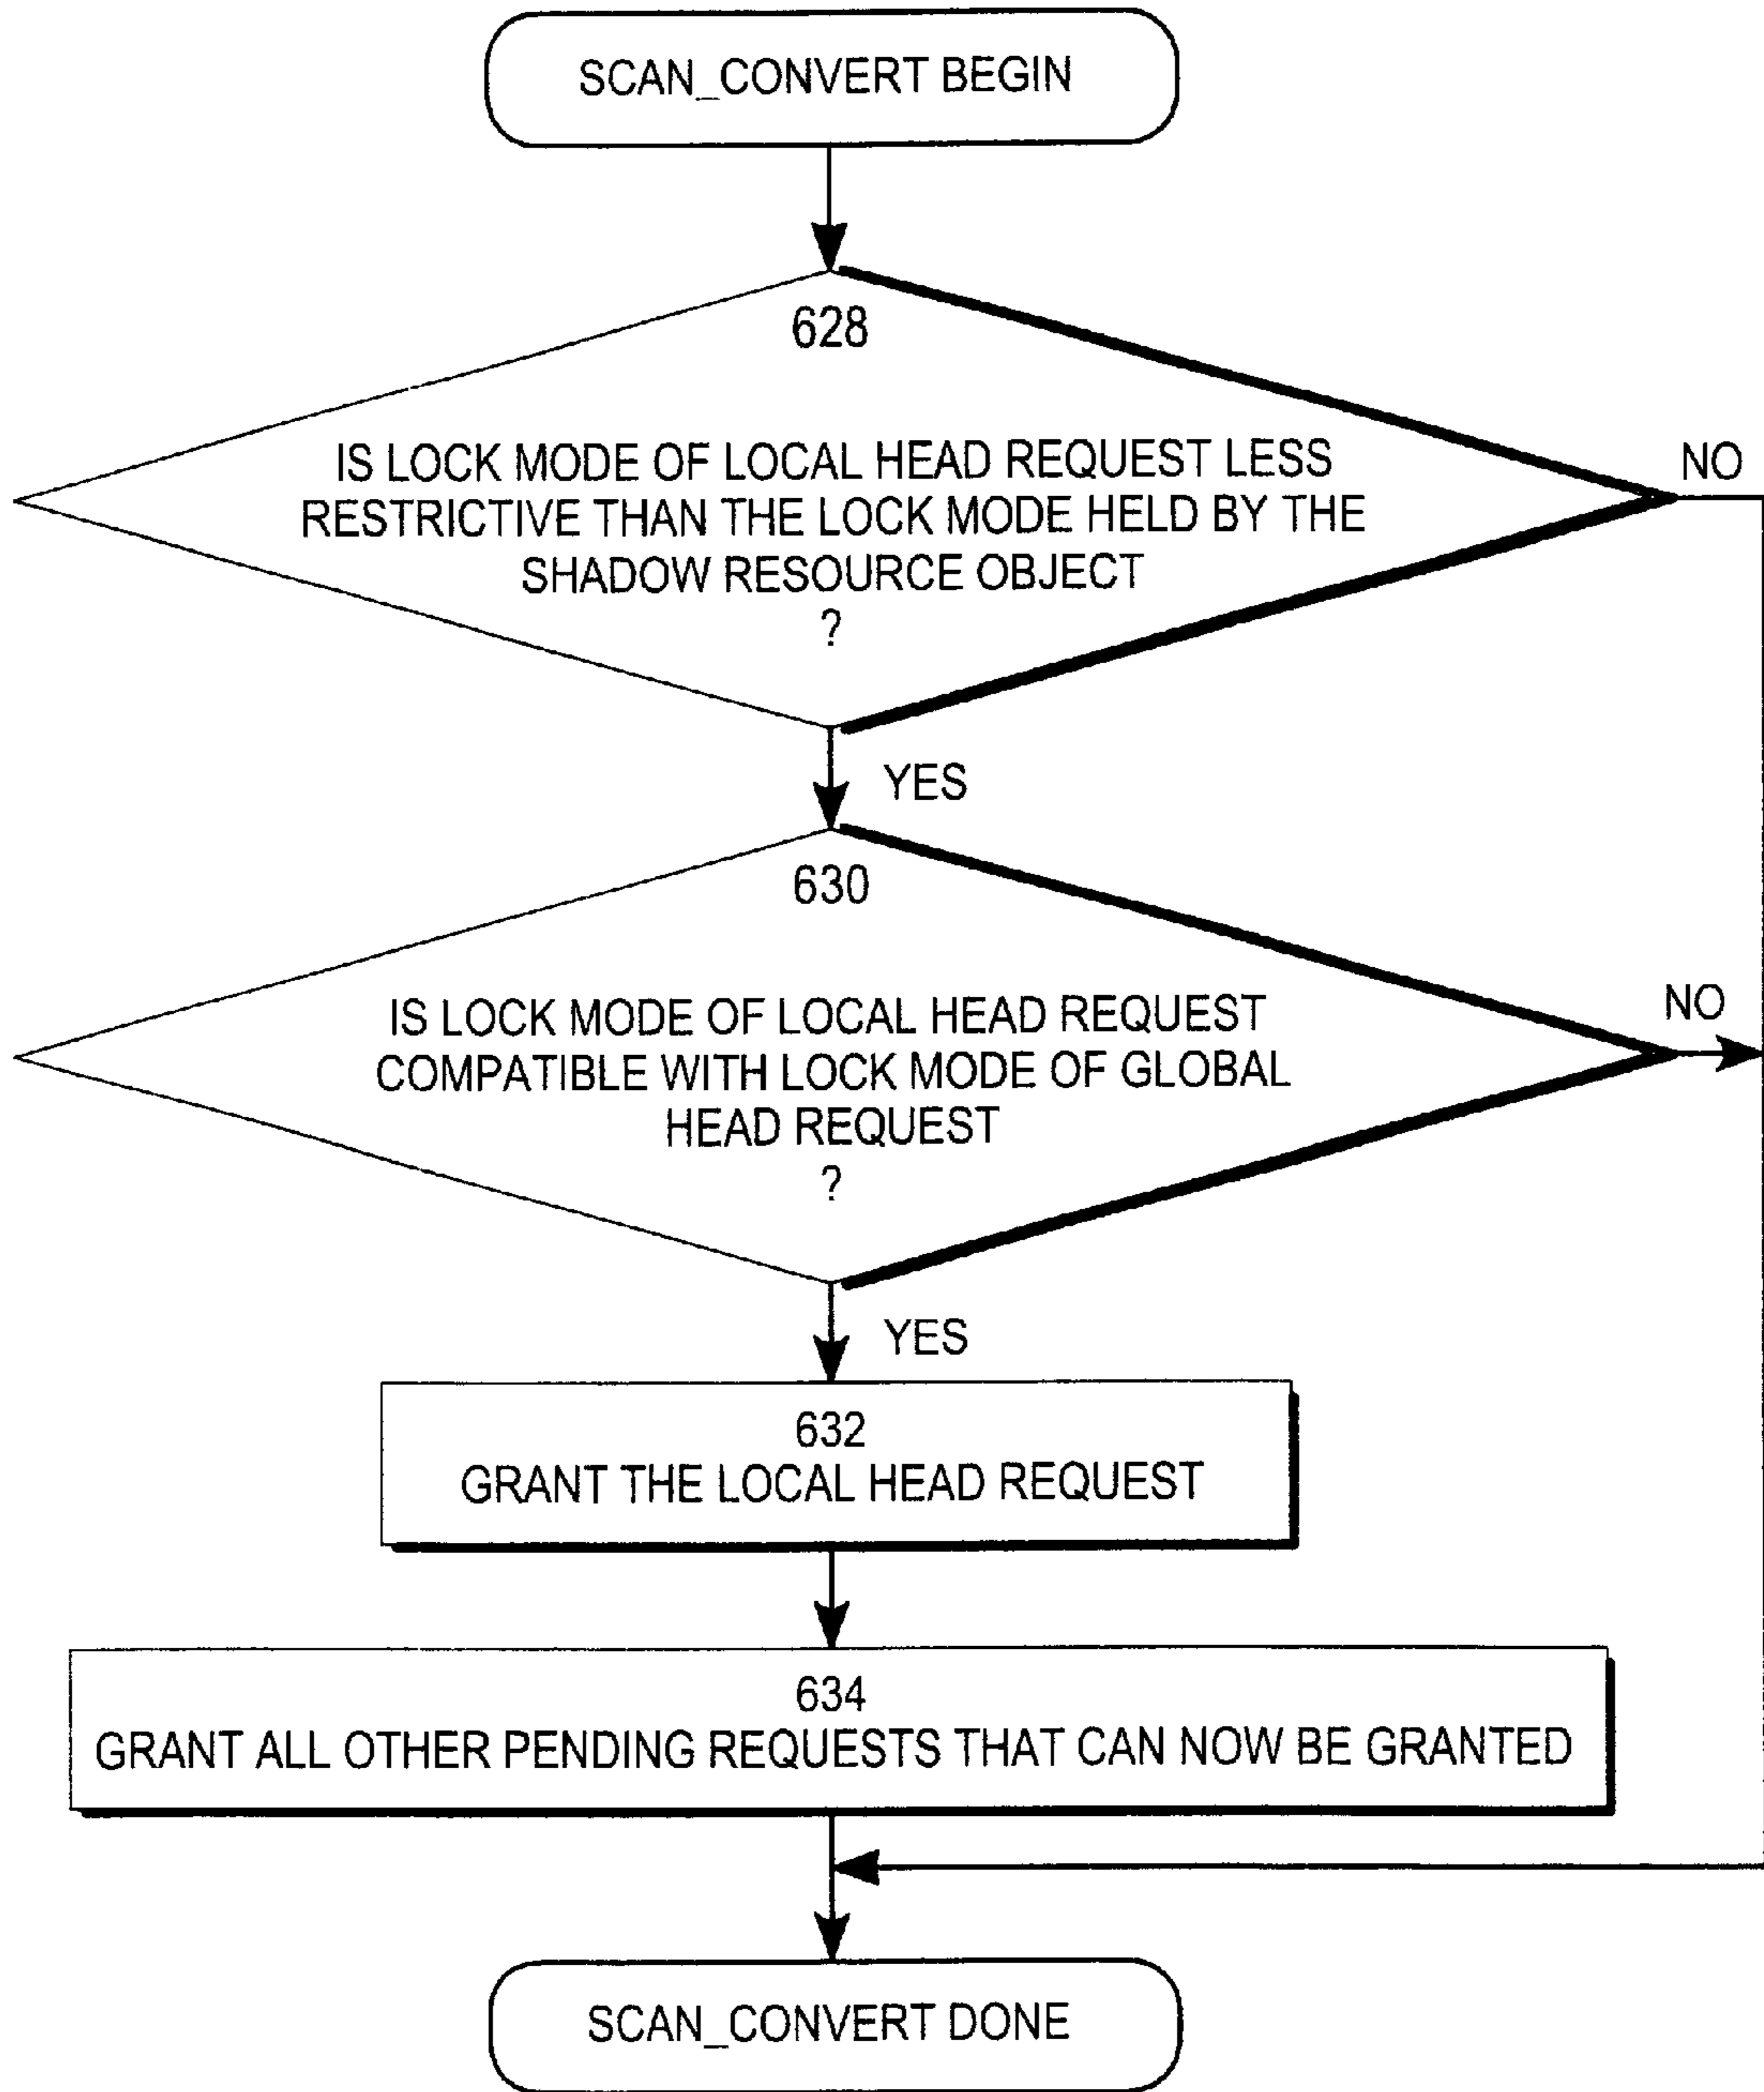 SCAN_CONVERT BEGIN
628
IS LOCK MODE OF LOCAL HEAD REQUEST LESS
RESTRICTIVE THAN THE LOCK MODE HELD BY THE
SHADOW RESOURCE OBJECT
?
NO
YES
630
IS LOCK MODE OF LOCAL HEAD REQUEST
COMPATIBLE WITH LOCK MODE OF GLOBAL
HEAD REQUEST
?
NO
YES
632
GRANT THE LOCAL HEAD REQUEST
634
GRANT ALL OTHER PENDING REQUESTS THAT CAN NOW BE GRANTED
SCAN_CONVERT DONE